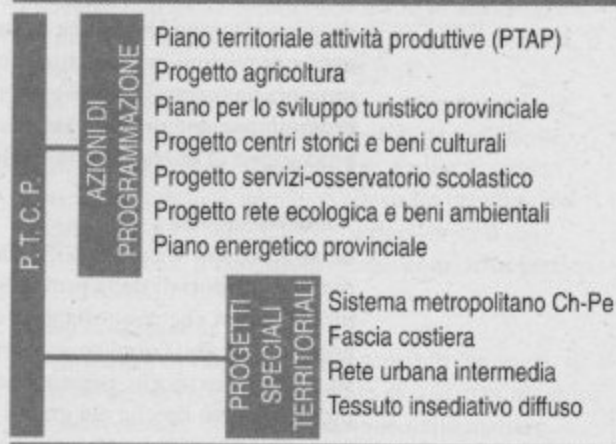 P.T.C.P.
AZIONI DI
PROGRAMMAZIONE
Piano territoriale attività produttive (PTAP)
Progetto agricoltura
Piano per lo sviluppo turistico provinciale
Progetto centri storici e beni culturali
Progetto servizi-osservatorio scolastico
Progetto rete ecologica e beni ambientali
Piano energetico provinciale
PROGETTI
SPECIALI
TERRITORIALI
Sistema metropolitano Ch-Pe
Fascia costiera
Rete urbana intermedia
Tessuto insediativo diffuso